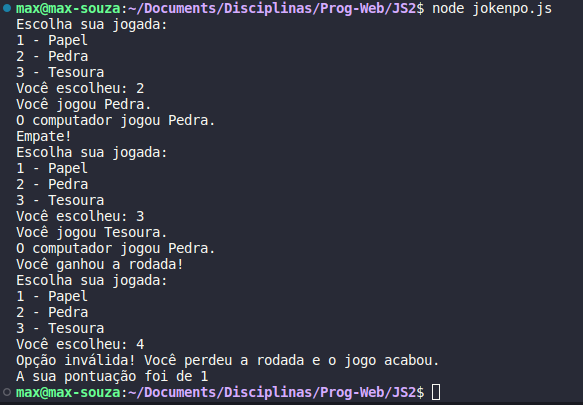 max@max-souza:~/Documents/Disciplinas/Prog-Web/JS2$ node jokenpo.js
Escolha sua jogada:
1 - Papel
2 - Pedra
3 - Tesoura
Você escolheu: 2
Você jogou Pedra.
O computador jogou Pedra.
Empate!
Escolha sua jogada:
1 - Papel
2 - Pedra
3 - Tesoura
Você escolheu: 3
Você jogou Tesoura.
O computador jogou Pedra.
Você ganhou a rodada!
Escolha sua jogada:
1 - Papel
2 - Pedra
3 - Tesoura
Você escolheu: 4
Opção inválida! Você perdeu a rodada e o jogo acabou.
A sua pontuação foi de 1
max@max-souza:~/Documents/Disciplinas/Prog-Web/JS2$